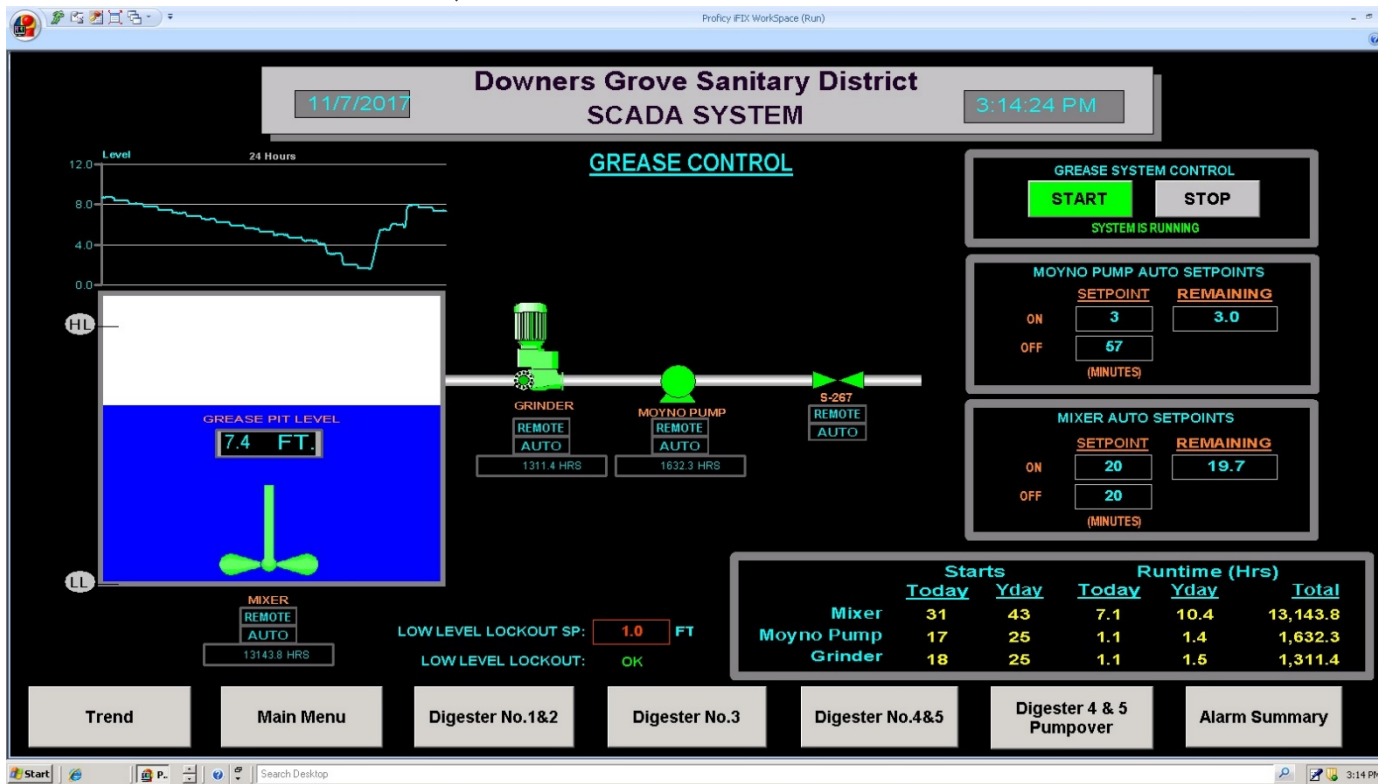 Proficy iFIX WorkSpace (Run)
Downers Grove Sanitary District
SCADA SYSTEM
11/7/2017
3:14:24 PM
GREASE CONTROL
Level
24 Hours
12.0
8.0
4.0
0.0
HL
LL
GREASE PIT LEVEL
7.4 FT.
MIXER
REMOTE
AUTO
13143.8 HRS
GRINDER
REMOTE
AUTO
1311.4 HRS
MOYNO PUMP
REMOTE
AUTO
1632.3 HRS
S-267
REMOTE
AUTO
LOW LEVEL LOCKOUT SP: 1.0 FT
LOW LEVEL LOCKOUT: OK
GREASE SYSTEM CONTROL
START STOP
SYSTEM IS RUNNING
MOYNO PUMP AUTO SETPOINTS
SETPOINT REMAINING
ON 3 3.0
OFF 57
(MINUTES)
MIXER AUTO SETPOINTS
SETPOINT REMAINING
ON 20 19.7
OFF 20
(MINUTES)
Starts Runtime (Hrs)
Today Yday Today Yday Total
Mixer 31 43 7.1 10.4 13,143.8
Moyno Pump 17 25 1.1 1.4 1,632.3
Grinder 18 25 1.1 1.5 1,311.4
Trend
Main Menu
Digester No.1&2
Digester No.3
Digester No.4&5
Digester 4 & 5
Pumpover
Alarm Summary
Start
P..
Search Desktop
3:14 PM